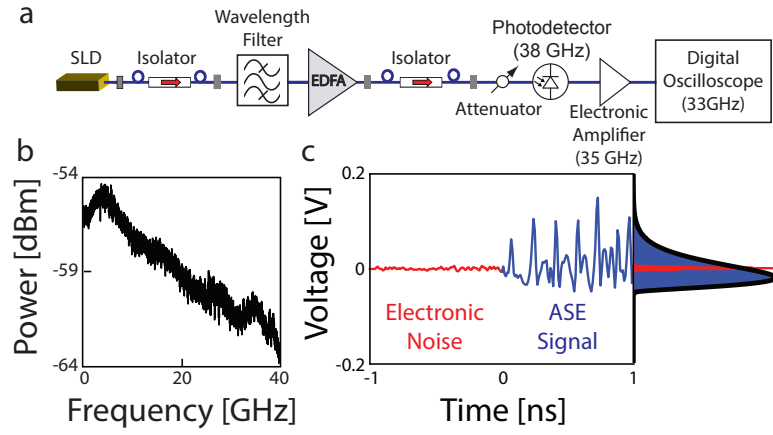 a
SLD
Isolator
Wavelength
Filter
EDFA
Isolator
Attenuator
Photodetector
(38 GHz)
Electronic
Amplifier
(35 GHz)
Digital
Oscilloscope
(33GHz)
b
-54
-59
-64
Power [dBm]
0
20
40
Frequency [GHz]
c
0.2
0
-0.2
Voltage [V]
Electronic
Noise
ASE
Signal
-1
0
1
Time [ns]